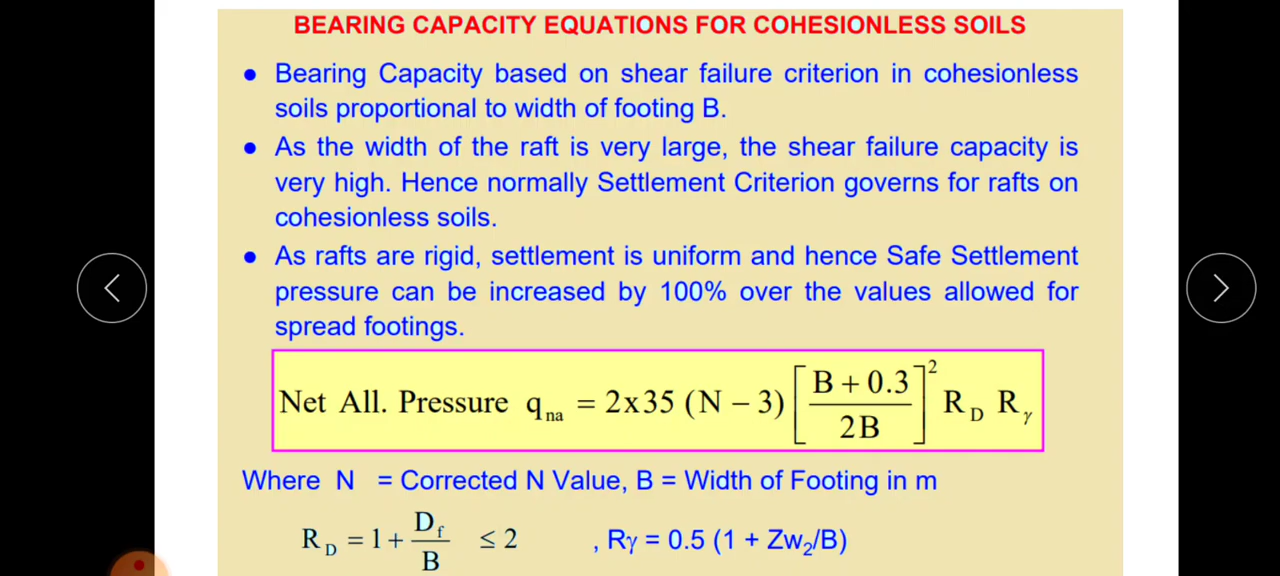 BEARING CAPACITY EQUATIONS FOR COHESIONLESS SOILS
● Bearing Capacity based on shear failure criterion in cohesionless
soils proportional to width of footing B.
● As the width of the raft is very large, the shear failure capacity is
very high. Hence normally Settlement Criterion governs for rafts on
cohesionless soils.
● As rafts are rigid, settlement is uniform and hence Safe Settlement
pressure can be increased by 100% over the values allowed for
spread footings.
Net All. Pressure q_na = 2x35 (N – 3) [(B + 0.3)/(2B)]² R_D R_γ
Where N = Corrected N Value, B = Width of Footing in m
R_D = 1 + D_f/B ≤ 2 , Rγ = 0.5 (1 + Zw₂/B)